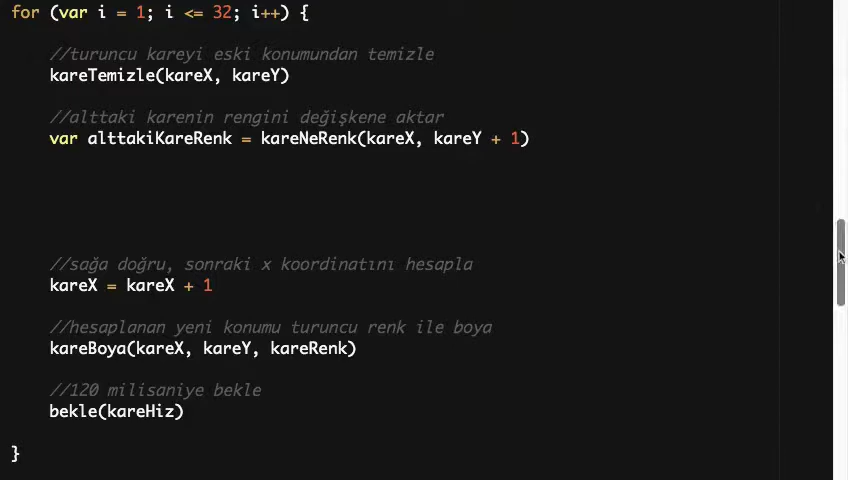 for (var i = 1; i <= 32; i++) {
//turuncu kareyi eski konumundan temizle
kareTemizle(kareX, kareY)
//alttaki karenin rengini değişkene aktar
var alttakiKareRenk = kareNeRenk(kareX, kareY + 1)
//sağa doğru, sonraki x koordinatını hesapla
kareX = kareX + 1
//hesaplanan yeni konumu turuncu renk ile boya
kareBoya(kareX, kareY, kareRenk)
//120 milisaniye bekle
bekle(kareHiz)
}